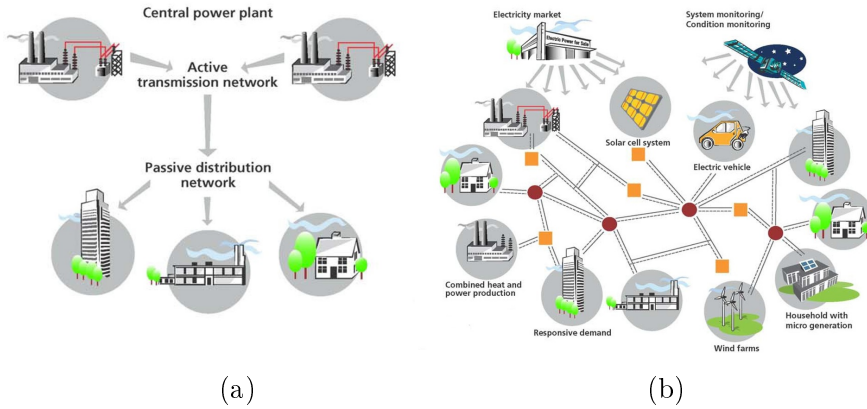 Central power plant
Active
transmission network
Passive distribution
network
(a)
Electricity market
Electric Power for Sale
System monitoring/
Condition monitoring
Solar cell system
Electric vehicle
Combined heat and
power production
Responsive demand
Wind farms
Household with
micro generation
(b)